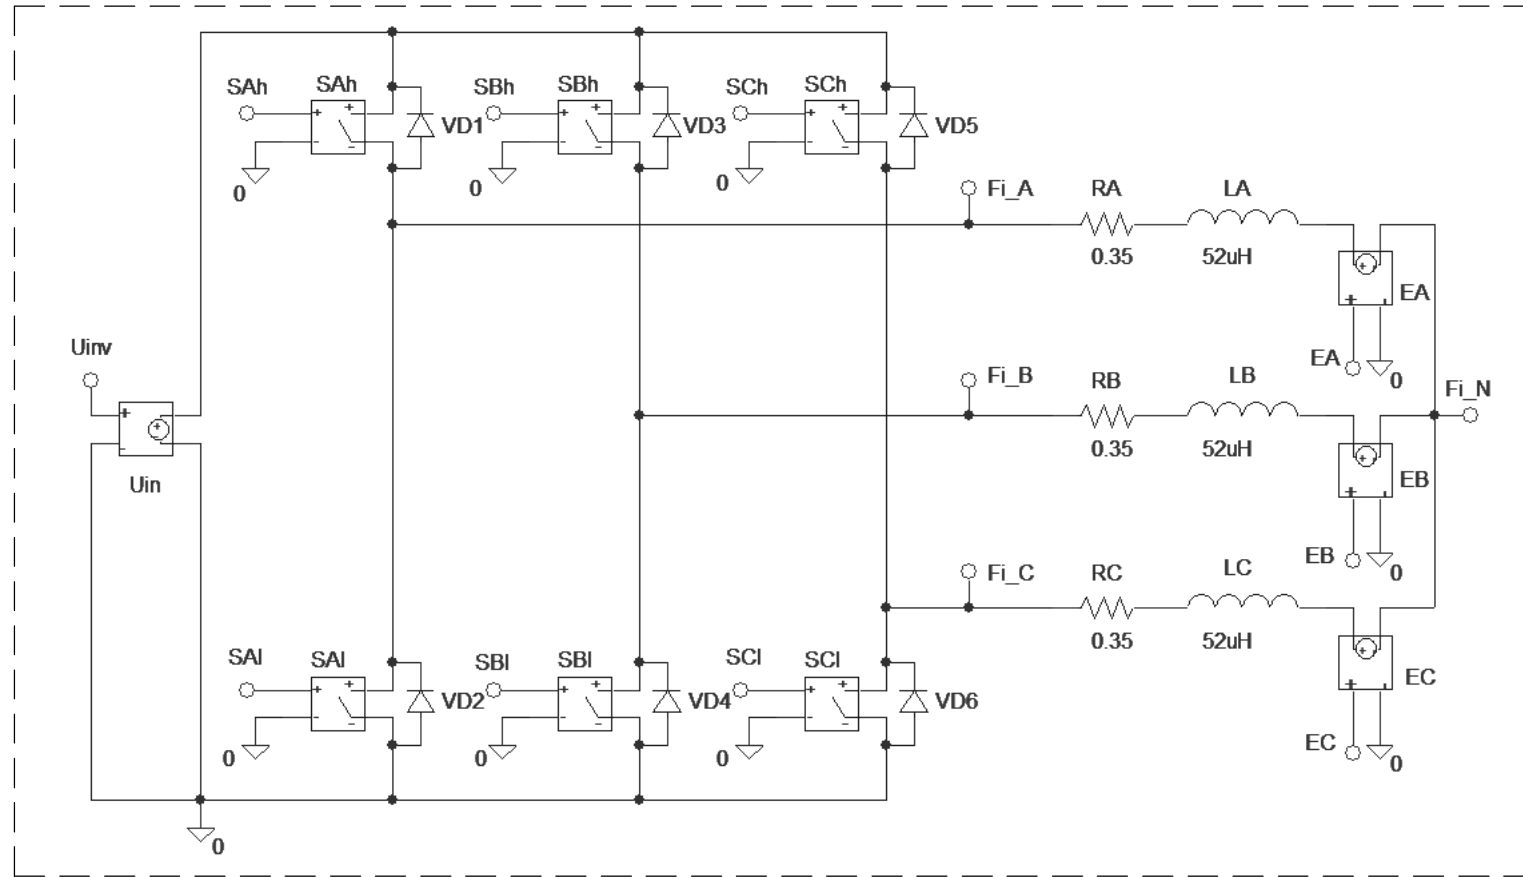 SAh SAh SBh SBh SCh SCh
+ + + + + +
VD1 VD3 VD5
- - - - - -
0 0 0
Fi_A RA LA
0.35 52uH
+
EA
+ -
Uinv
EA 0
Fi_B RB LB Fi_N
+ +
0.35 52uH
+
-
Uin EB
+ -
EB 0
Fi_C RC LC
0.35 52uH
+
SAl SAl SBl SBl SCl SCl
EC
+ + + + + + + -
VD2 VD4 VD6
- - - - - -
0 0 0 EC 0
0